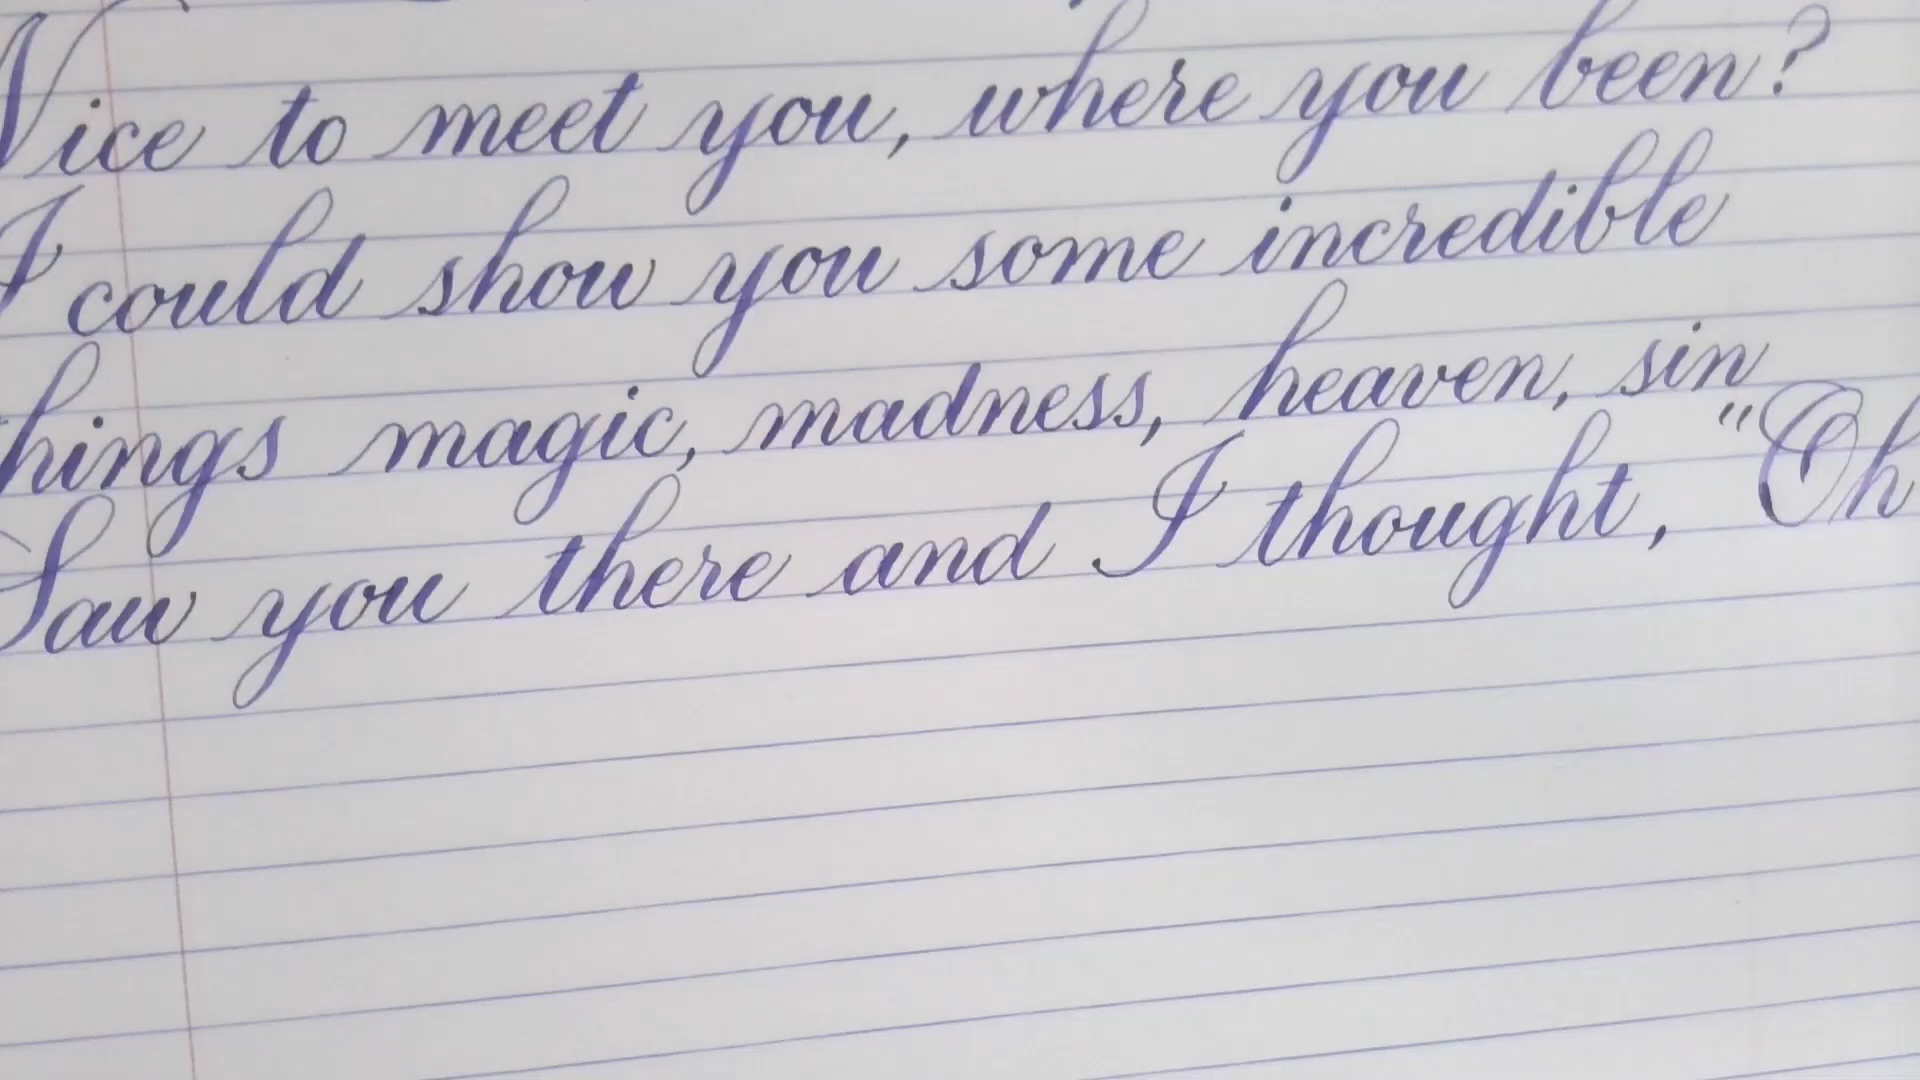 Nice to meet you, where you been?
I could show you some incredible
things magic, madness, heaven, sin
Saw you there and I thought, "Oh